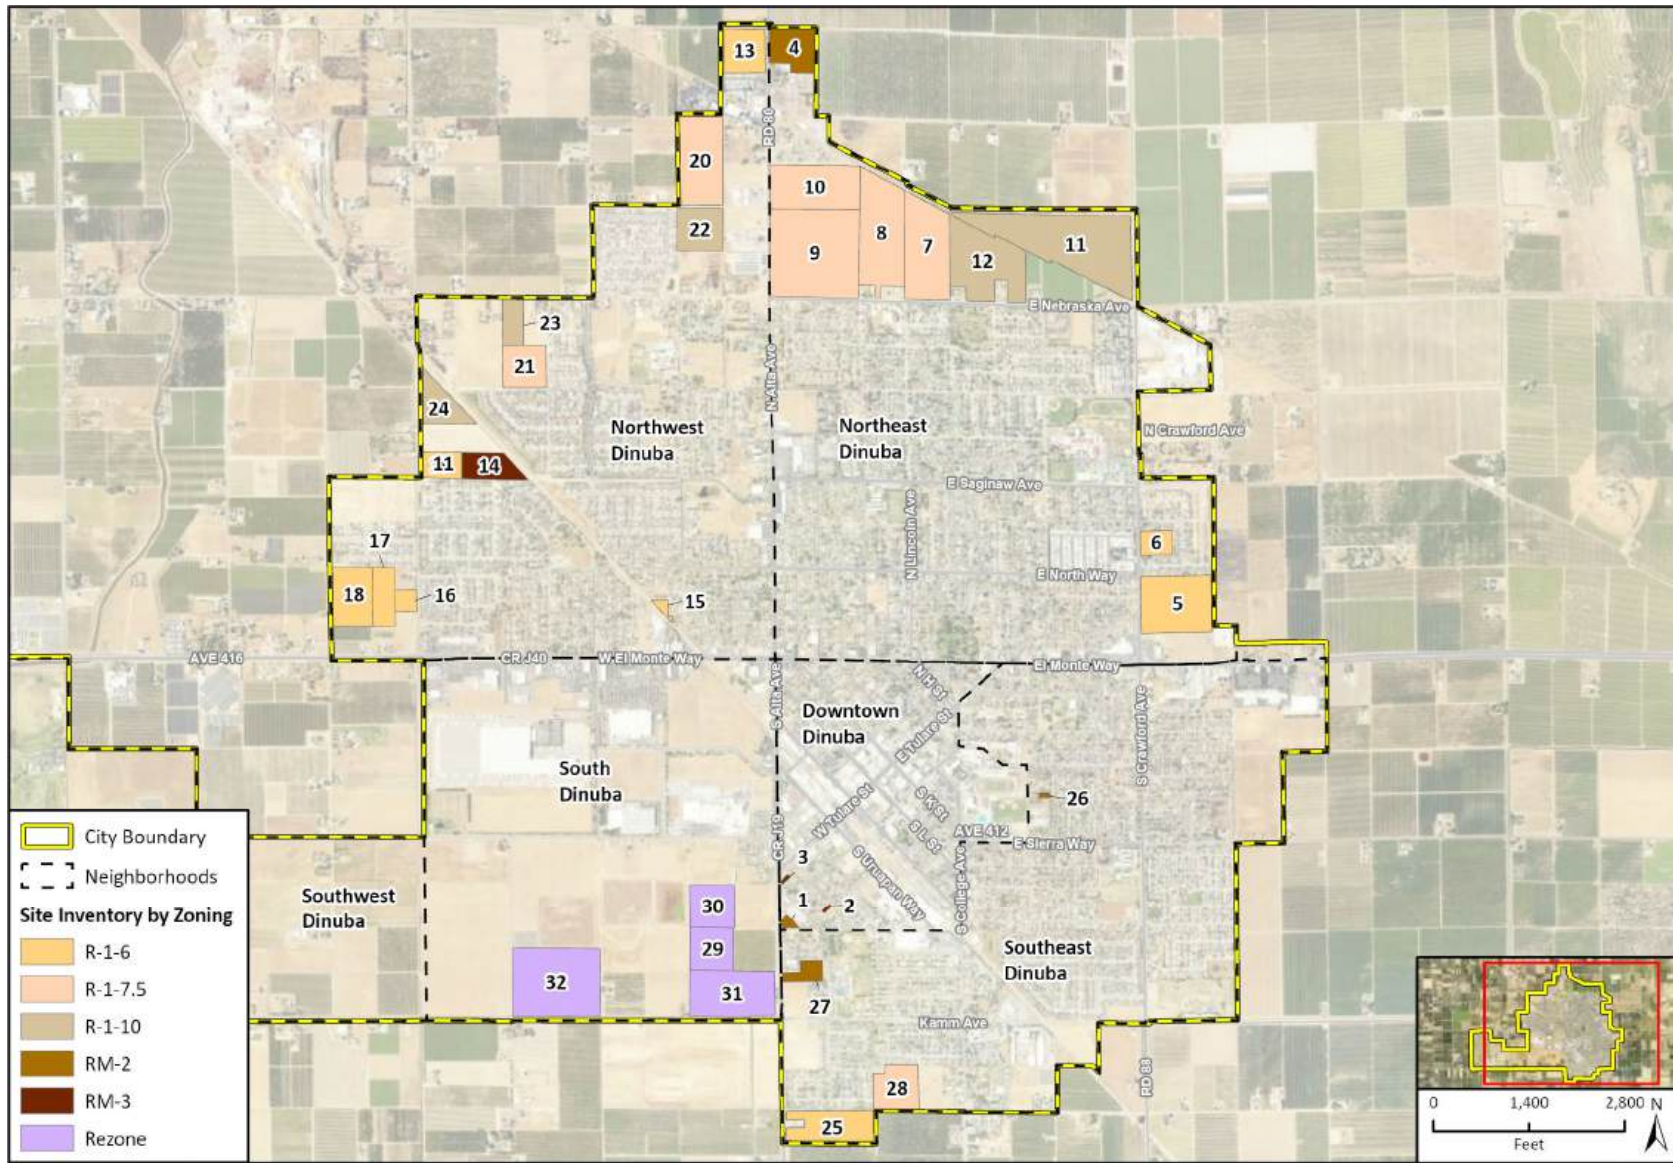 13
4
RD 80
20
10
22
9
8
7
12
11
E Nebraska Ave
23
21
N Alta Ave
24
Northwest
Dinuba
Northeast
Dinuba
N Crawford Ave
11
14
E Saginaw Ave
N Lincoln Ave
6
17
E North Way
18
16
15
5
AVE 416
CR J40
W El Monte Way
El Monte Way
N H St
S Alta Ave
Downtown
Dinuba
E Tulare St
S Crawford Ave
South
Dinuba
S K St
26
W Tulare St
AVE 412
S L St
E Sierra Way
CR J19
3
S Uruapan Way
S College Ave
1
2
30
29
Southwest
Dinuba
Southeast
Dinuba
32
31
27
Kamm Ave
RD 88
28
25
City Boundary
Neighborhoods
Site Inventory by Zoning
R-1-6
R-1-7.5
R-1-10
RM-2
RM-3
Rezone
0 1,400 2,800
Feet
N